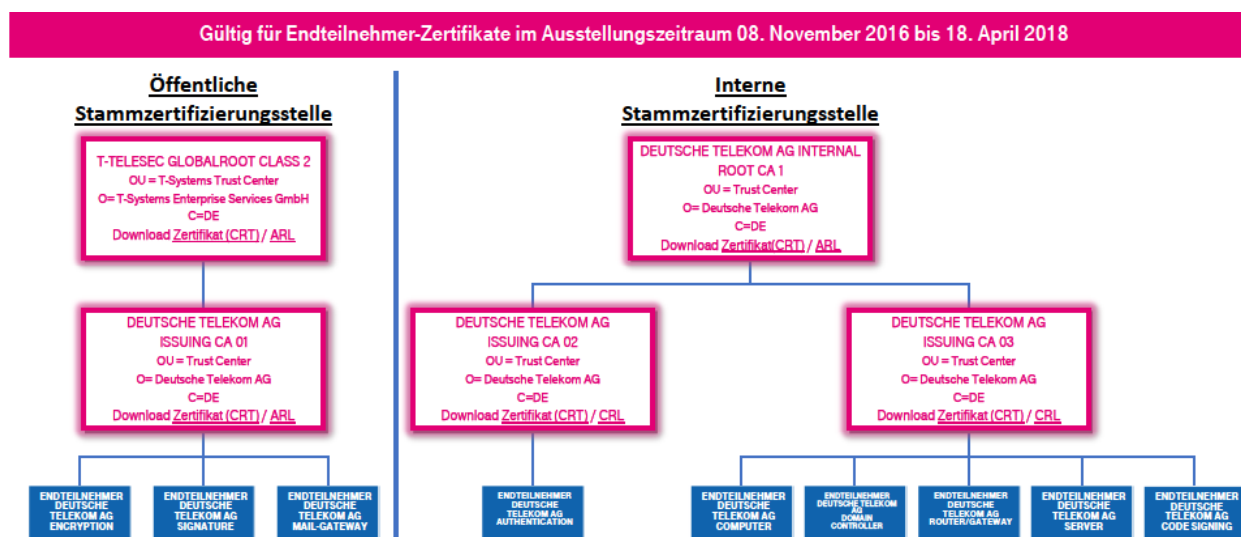 Gültig für Endteilnehmer-Zertifikate im Ausstellungszeitraum 08. November 2016 bis 18. April 2018
Öffentliche
Stammzertifizierungsstelle
T-TELESEC GLOBALROOT CLASS 2
OU = T-Systems Trust Center
O= T-Systems Enterprise Services GmbH
C=DE
Download Zertifikat (CRT) / ARL
DEUTSCHE TELEKOM AG
ISSUING CA 01
OU = Trust Center
O= Deutsche Telekom AG
C=DE
Download Zertifikat (CRT) / ARL
ENDTEILNEHMER
DEUTSCHE
TELEKOM AG
ENCRYPTION
ENDTEILNEHMER
DEUTSCHE
TELEKOM AG
SIGNATURE
ENDTEILNEHMER
DEUTSCHE
TELEKOM AG
MAIL-GATEWAY
Interne
Stammzertifizierungsstelle
DEUTSCHE TELEKOM AG INTERNAL
ROOT CA 1
OU = Trust Center
O= Deutsche Telekom AG
C=DE
Download Zertifikat(CRT) / ARL
DEUTSCHE TELEKOM AG
ISSUING CA 02
OU = Trust Center
O= Deutsche Telekom AG
C=DE
Download Zertifikat (CRT) / CRL
DEUTSCHE TELEKOM AG
ISSUING CA 03
OU = Trust Center
O= Deutsche Telekom AG
C=DE
Download Zertifikat (CRT) / CRL
ENDTEILNEHMER
DEUTSCHE
TELEKOM AG
AUTHENTICATION
ENDTEILNEHMER
DEUTSCHE
TELEKOM AG
COMPUTER
ENDTEILNEHMER
DEUTSCHE TELEKOM
AG
DOMAIN
CONTROLLER
ENDTEILNEHMER
DEUTSCHE
TELEKOM AG
ROUTER/GATEWAY
ENDTEILNEHMER
DEUTSCHE
TELEKOM AG
SERVER
ENDTEILNEHMER
DEUTSCHE
TELEKOM AG
CODE SIGNING